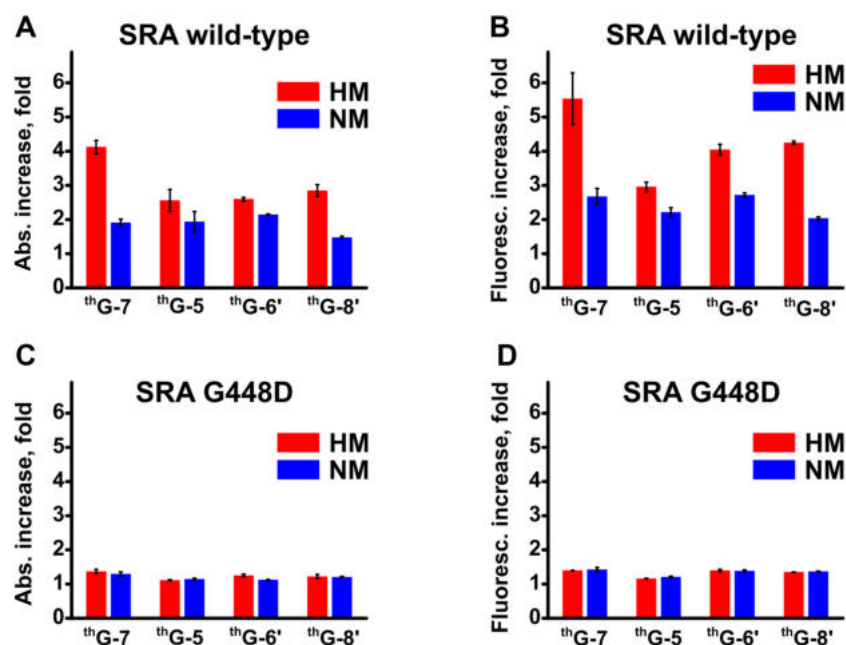 A
SRA wild-type
Abs. increase, fold
6
5
4
3
2
1
0
HM
NM
thG-7 thG-5 thG-6' thG-8'
B
SRA wild-type
Fluoresc. increase, fold
6
5
4
3
2
1
0
HM
NM
thG-7 thG-5 thG-6' thG-8'
C
SRA G448D
Abs. increase, fold
6
5
4
3
2
1
0
HM
NM
thG-7 thG-5 thG-6' thG-8'
D
SRA G448D
Fluoresc. increase, fold
6
5
4
3
2
1
0
HM
NM
thG-7 thG-5 thG-6' thG-8'